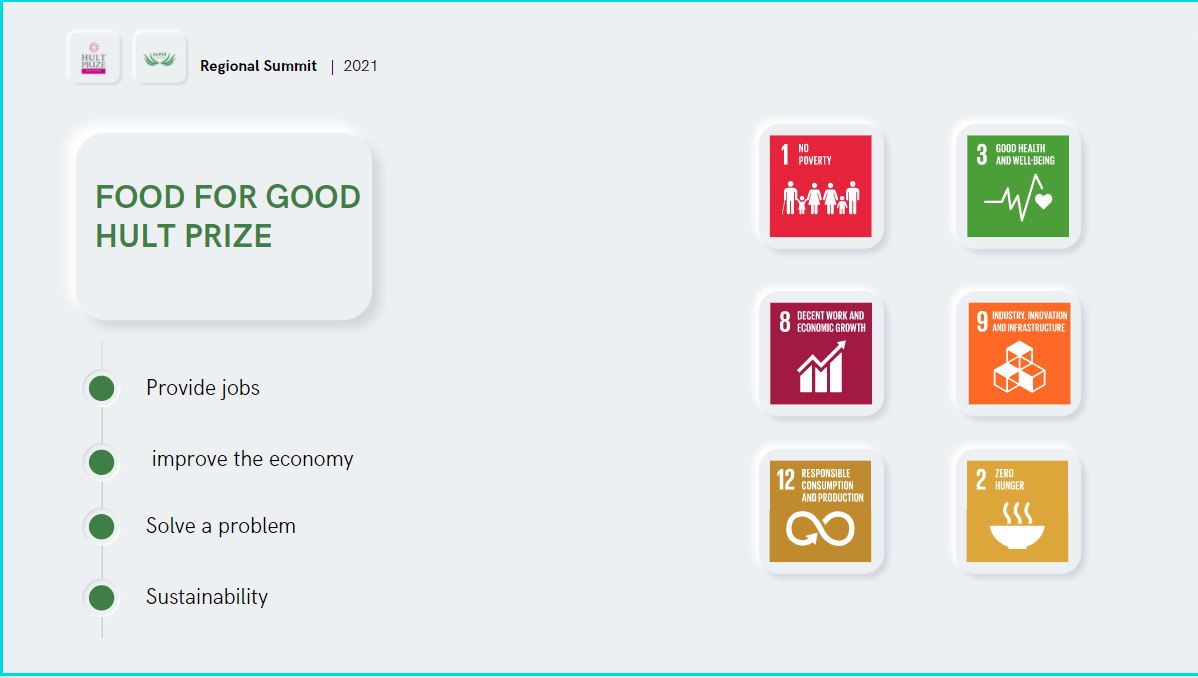 HULT
PRIZE
Regional Summit | 2021
FOOD FOR GOOD
HULT PRIZE
Provide jobs
improve the economy
Solve a problem
Sustainability
1 NO
POVERTY
3 GOOD HEALTH
AND WELL-BEING
8 DECENT WORK AND
ECONOMIC GROWTH
9 INDUSTRY, INNOVATION
AND INFRASTRUCTURE
12 RESPONSIBLE
CONSUMPTION
AND PRODUCTION
2 ZERO
HUNGER